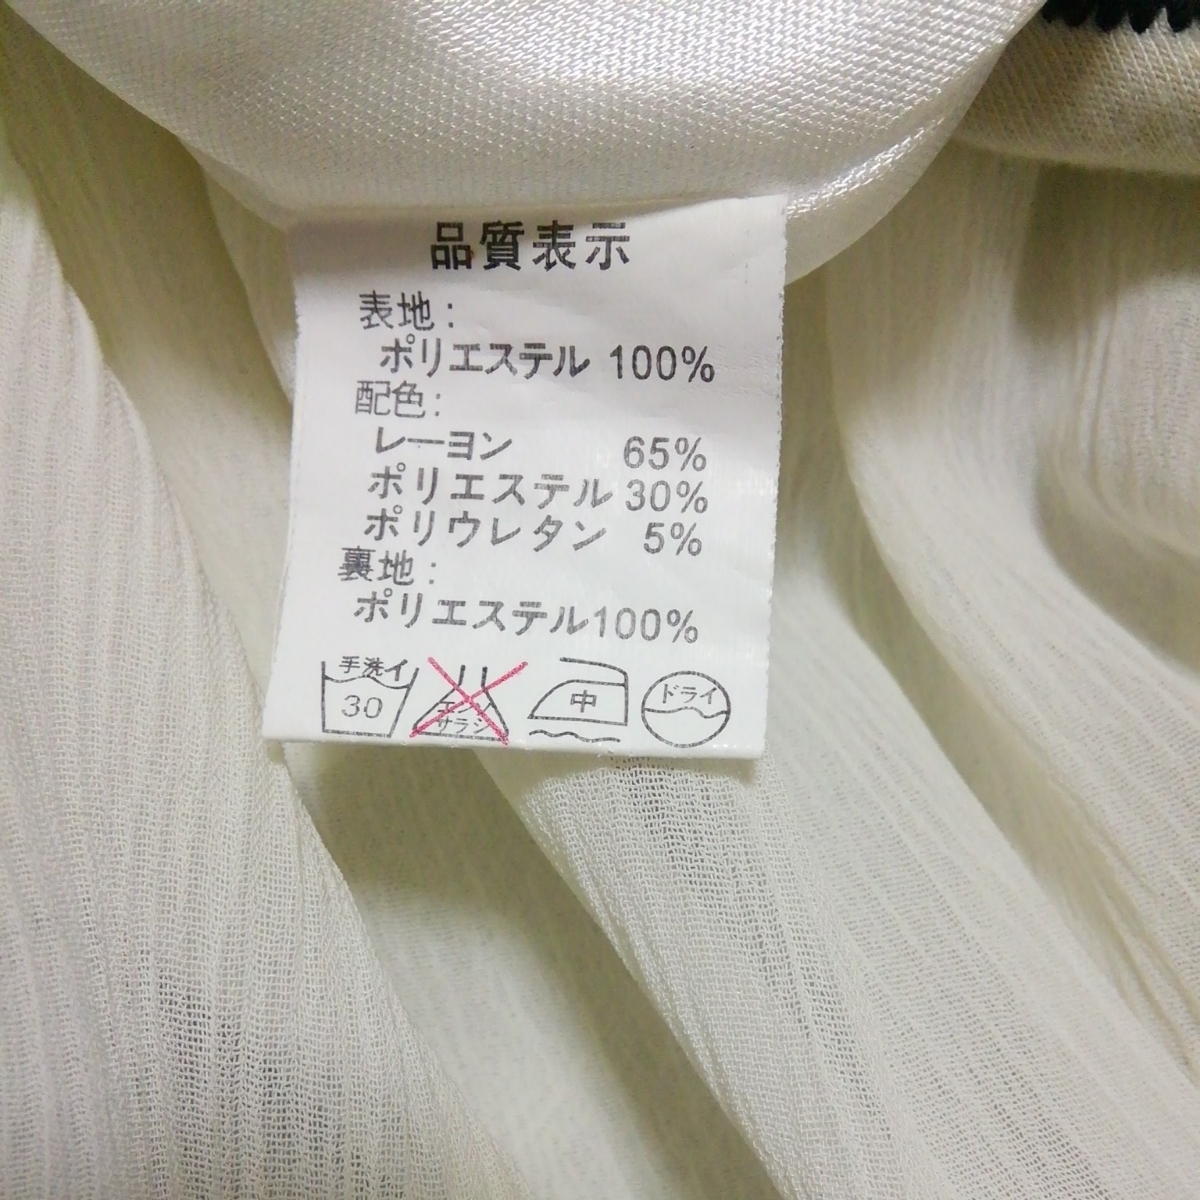 品質表示
表地:
ポリエステル 100%
配色:
レーヨン 65%
ポリエステル 30%
ポリウレタン 5%
裏地:
ポリエステル100%
手洗イ
30
エンソ
サラシ
中
ドライ